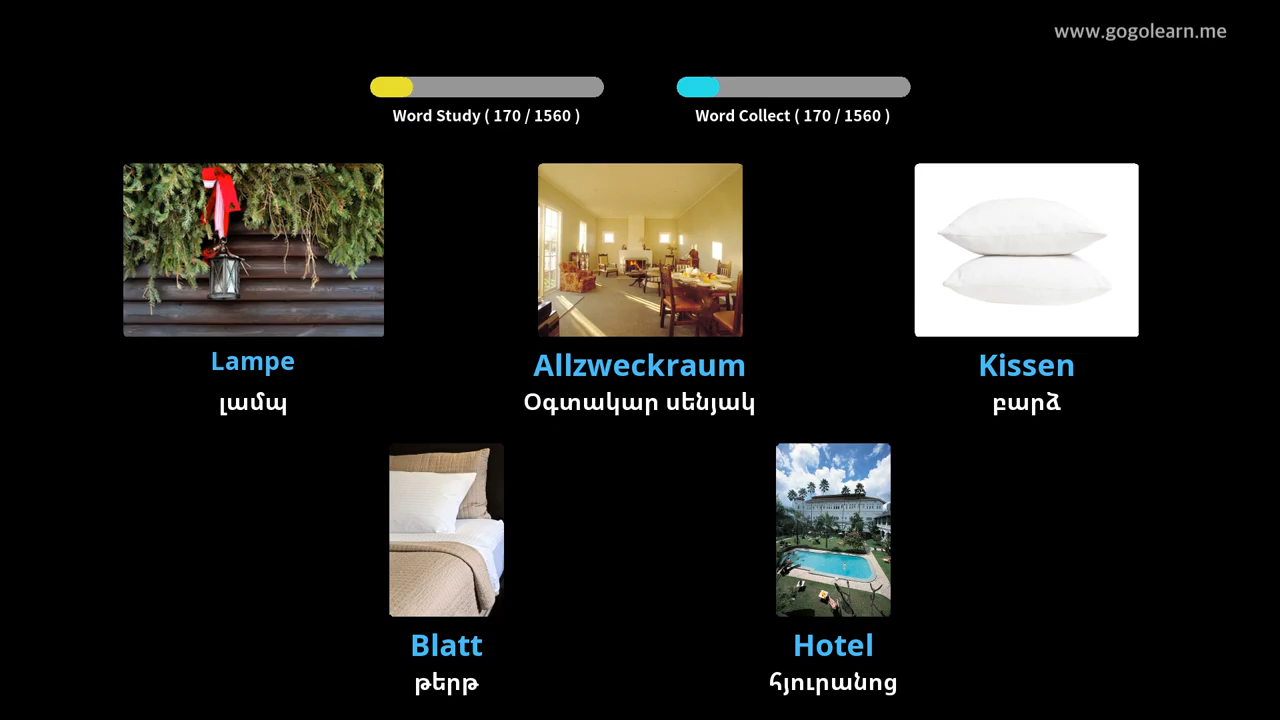 www.gogolearn.me
Word Study ( 170 / 1560 )
Word Collect ( 170 / 1560 )
Lampe
Allzweckraum
Kissen
լամպ
Օգտակար սենյակ
բարձ
Blatt
Hotel
թերթ
հյուրանոց